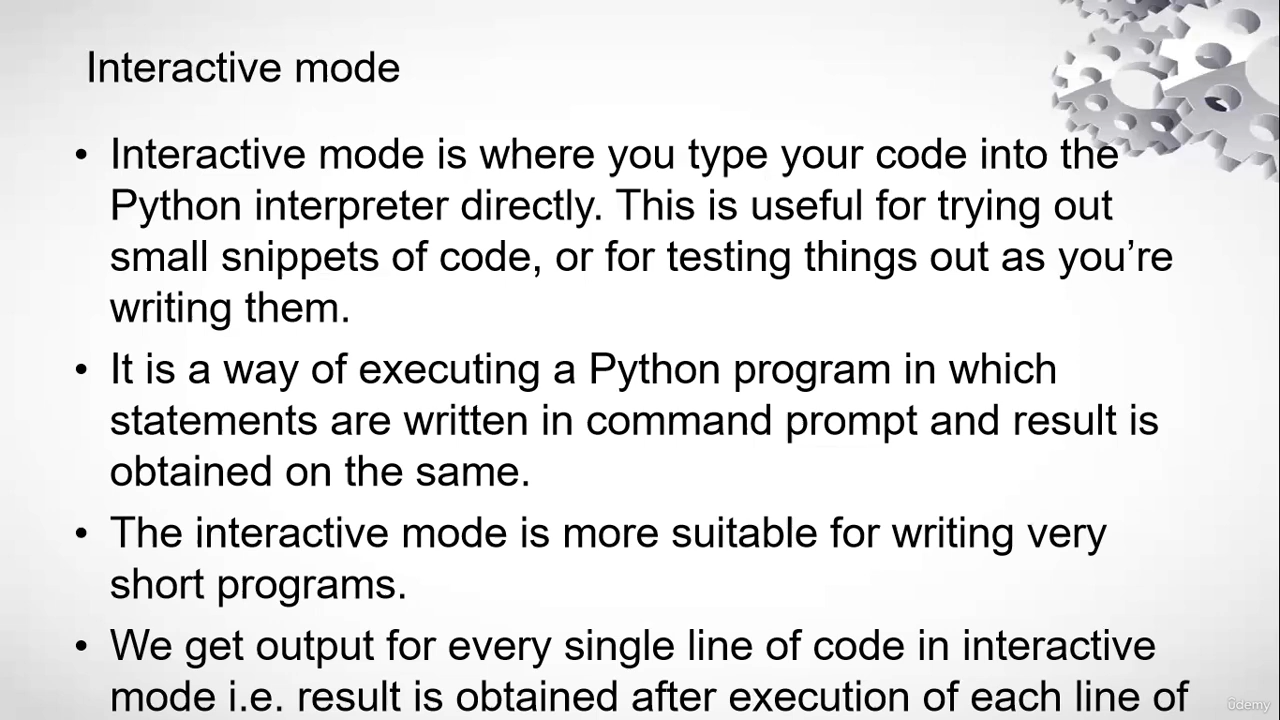 Interactive mode
• Interactive mode is where you type your code into the
Python interpreter directly. This is useful for trying out
small snippets of code, or for testing things out as you’re
writing them.
• It is a way of executing a Python program in which
statements are written in command prompt and result is
obtained on the same.
• The interactive mode is more suitable for writing very
short programs.
• We get output for every single line of code in interactive
mode i.e. result is obtained after execution of each line of
ûdemy